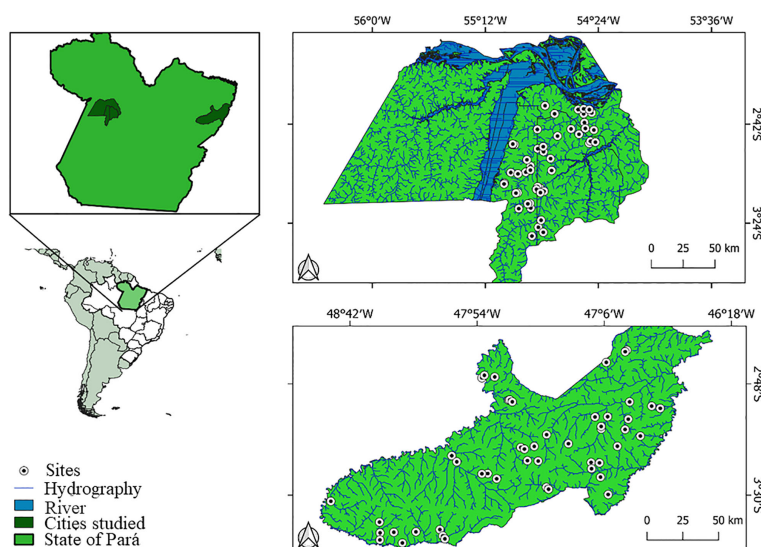 56°0'W 55°12'W 54°24'W 53°36'W
2°42'S
3°24'S
0 25 50 km
48°42'W 47°54'W 47°6'W 46°18'W
2°48'S
0 25 50 km
Sites
Hydrography
River
Cities studied
State of Pará